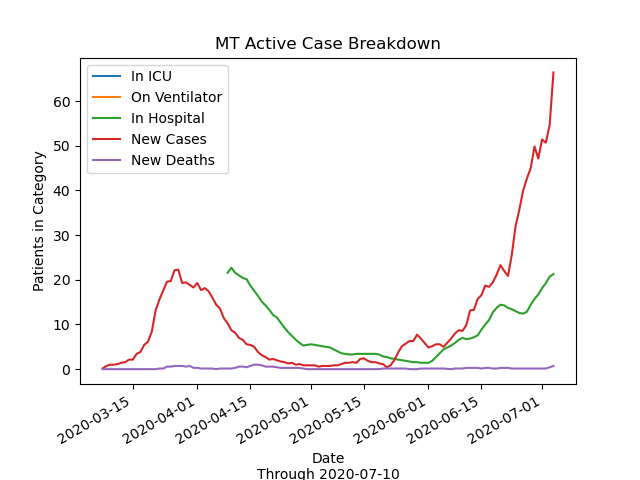 MT Active Case Breakdown
In ICU
On Ventilator
In Hospital
New Cases
New Deaths
Patients in Category
60
50
40
30
20
10
0
2020-03-15
2020-04-01
2020-04-15
2020-05-01
2020-05-15
2020-06-01
2020-06-15
2020-07-01
Date
Through 2020-07-10